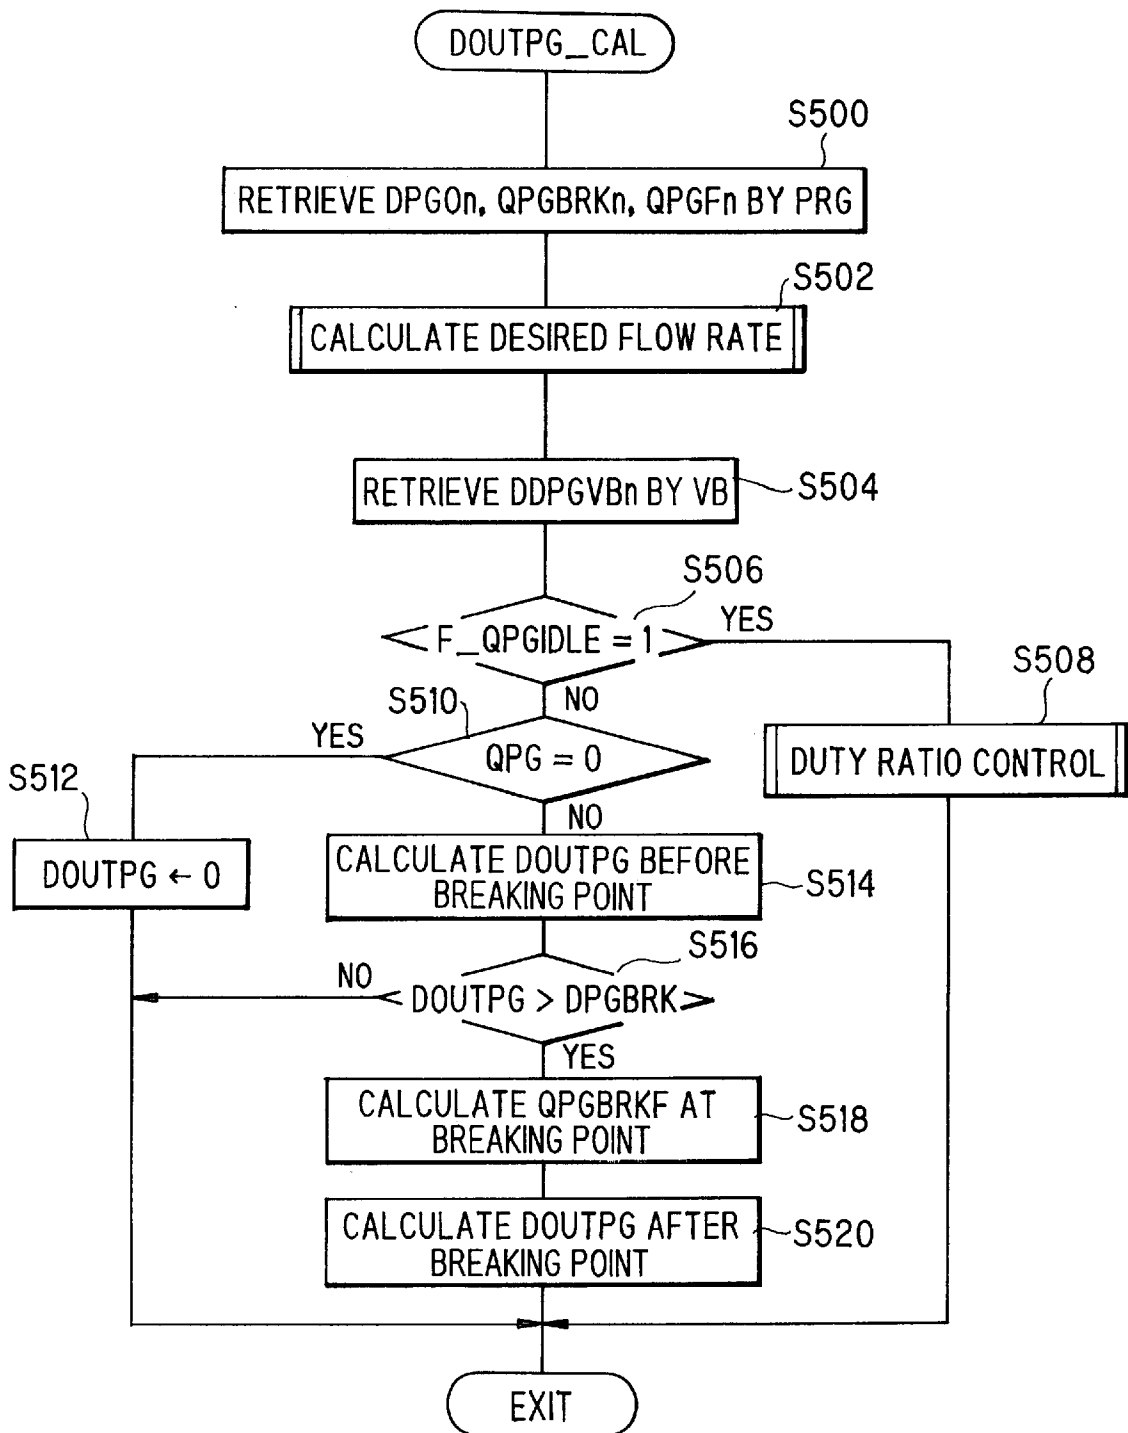 DOUTPG_CAL
S500
RETRIEVE DPGOn, QPGBRKn, QPGFn BY PRG
S502
CALCULATE DESIRED FLOW RATE
RETRIEVE DDPGVBn BY VB
S504
S506
F_QPGIDLE = 1
YES
NO
S508
DUTY RATIO CONTROL
S510
YES
QPG = 0
NO
S512
DOUTPG ← 0
CALCULATE DOUTPG BEFORE
BREAKING POINT
S514
S516
NO
DOUTPG > DPGBRK
YES
CALCULATE QPGBRKF AT
BREAKING POINT
S518
CALCULATE DOUTPG AFTER
BREAKING POINT
S520
EXIT